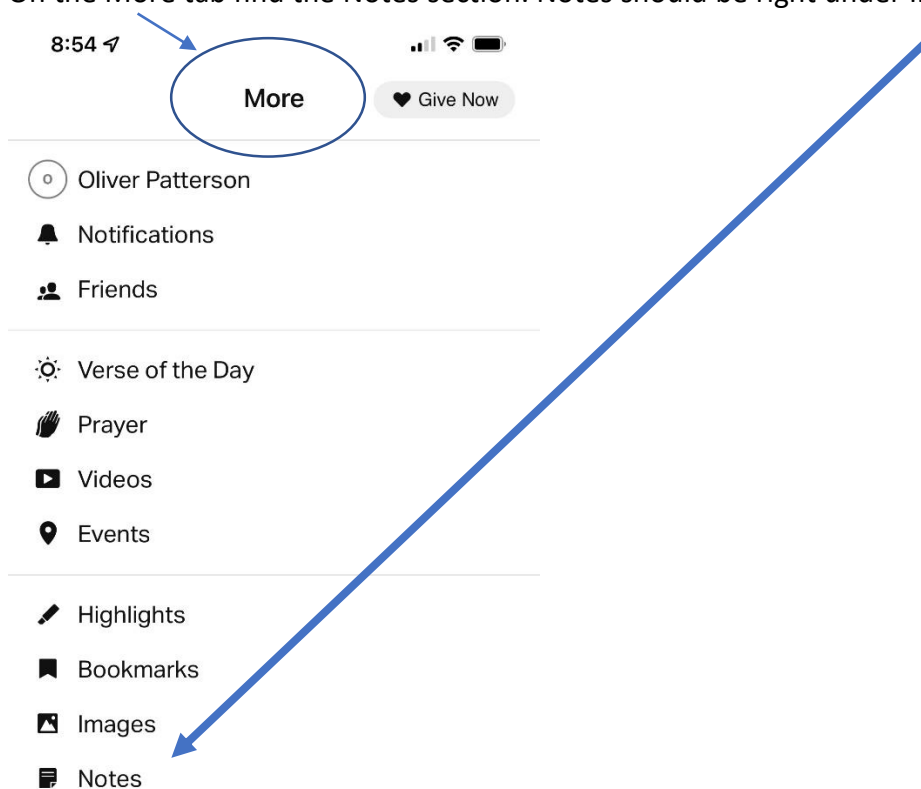 On the More tab find the Notes section. Notes should be right under
8:54
More
Give Now
O
Oliver Patterson
Notifications
Friends
Verse of the Day
Prayer
Videos
Events
Highlights
Bookmarks
Images
Notes